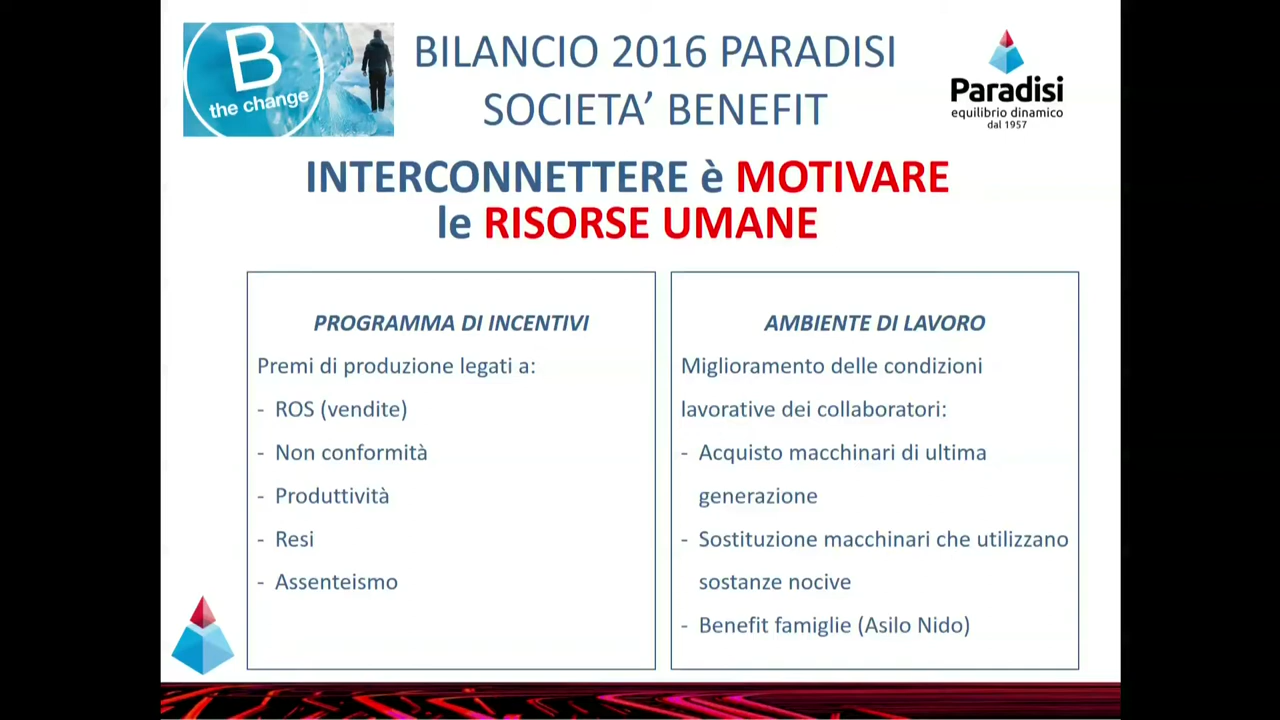 B
the change
BILANCIO 2016 PARADISI
SOCIETA’ BENEFIT
Paradisi
equilibrio dinamico
dal 1957
INTERCONNETTERE è MOTIVARE
le RISORSE UMANE
PROGRAMMA DI INCENTIVI
Premi di produzione legati a:
- ROS (vendite)
- Non conformità
- Produttività
- Resi
- Assenteismo
AMBIENTE DI LAVORO
Miglioramento delle condizioni
lavorative dei collaboratori:
- Acquisto macchinari di ultima
generazione
- Sostituzione macchinari che utilizzano
sostanze nocive
- Benefit famiglie (Asilo Nido)